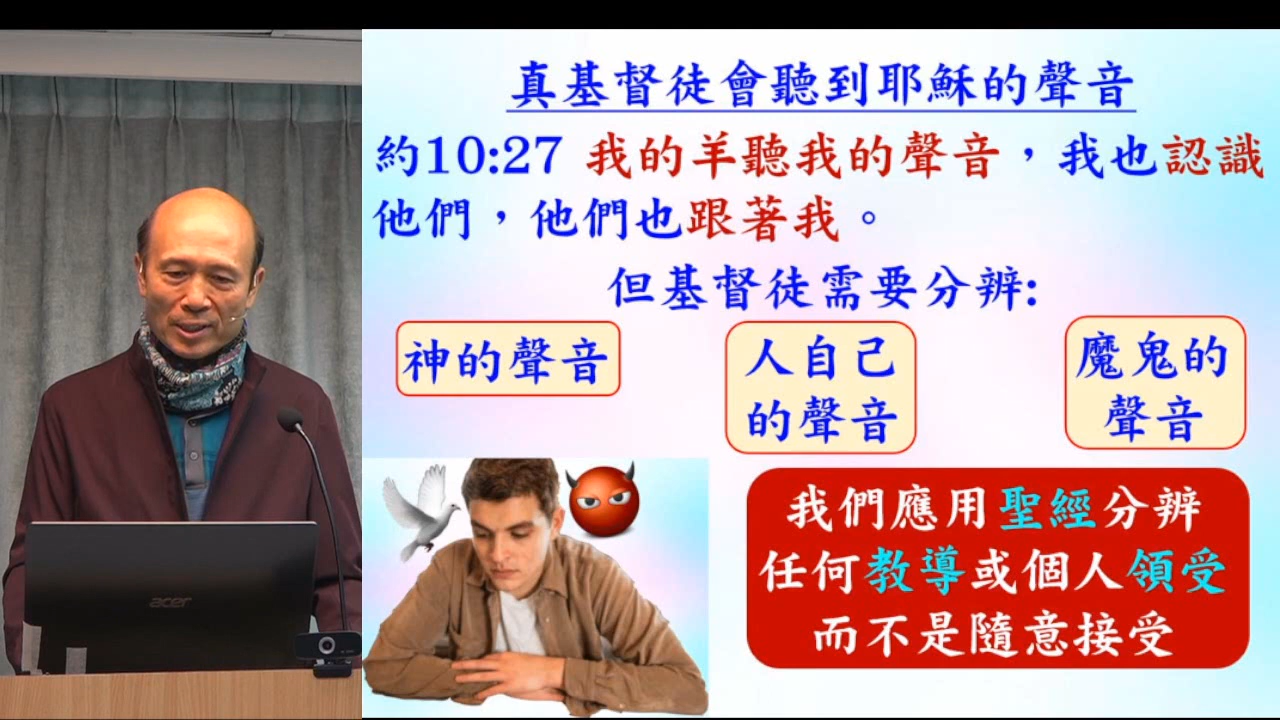 真基督徒會聽到耶穌的聲音
約10:27 我的羊聽我的聲音，我也認識
他們，他們也跟著我。
但基督徒需要分辨:
神的聲音
人自己
的聲音
魔鬼的
聲音
我們應用聖經分辨
任何教導或個人領受
而不是隨意接受
acer